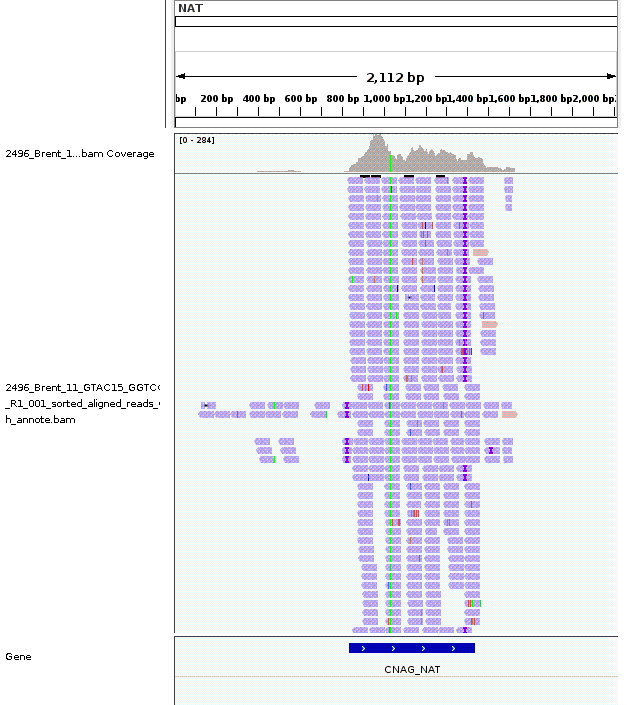 NAT
2,112 bp
bp 200 bp 400 bp 600 bp 800 bp 1,000 bp 1,200 bp 1,400 bp 1,600 bp 1,800 bp 2,000 bp
[0 - 284]
2496_Brent_1...bam Coverage
2496_Brent_11_GTAC15_GGTC
_R1_001_sorted_aligned_reads_
h_annote.bam
Gene
CNAG_NAT